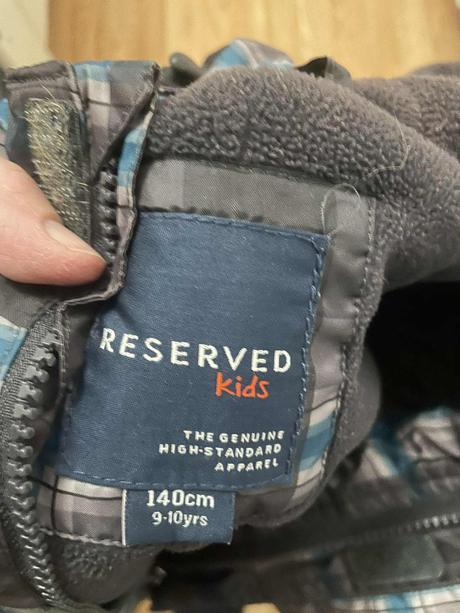 RESERVED
Kids
THE GENUINE
HIGH-STANDARD
APPAREL
140cm
9-10yrs